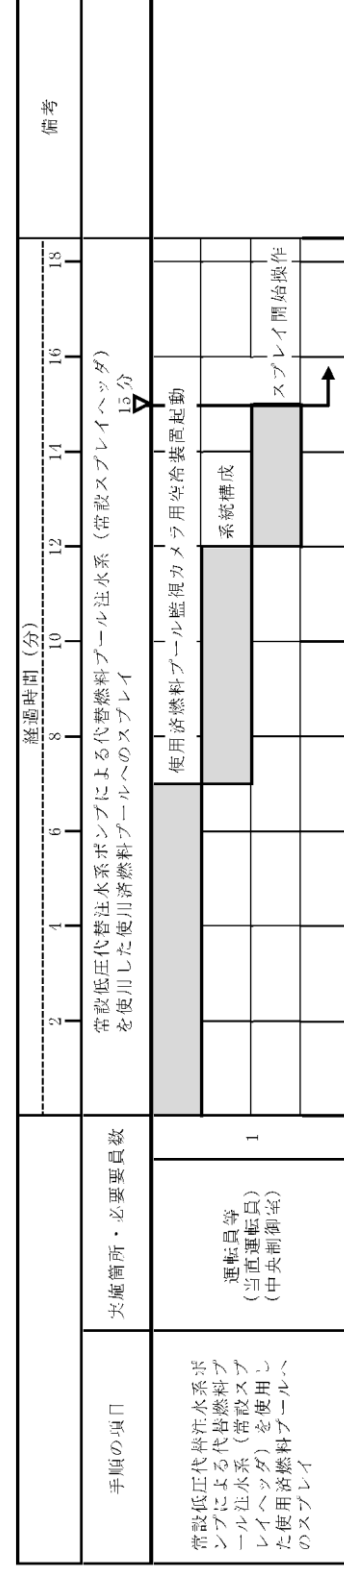 手順の項目
実施箇所・必要要員数
経過時間（分）
2 4 6 8 10 12 14 16 18
備考
常設低圧代替注水系ポンプによる代替燃料プール注水系（常設スプレイヘッダ）
を使用した使用済燃料プールへのスプレイ
15分
常設低圧代替注水系ポ
ンプによる代替燃料プ
ール注水系（常設スプ
レイヘッダ）を使用し
た使用済燃料プールへ
のスプレイ
運転員等
（当直運転員）
（中央制御室）
1
使用済燃料プール監視カメラ用空冷装置起動
系統構成
スプレイ開始操作